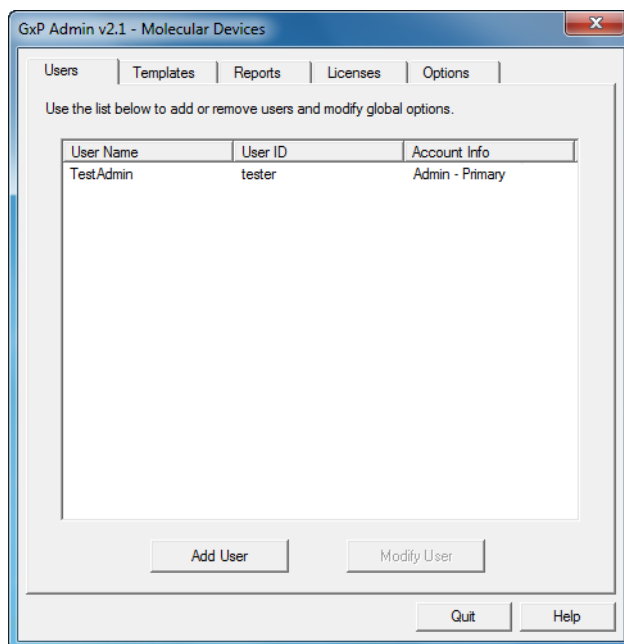 GxP Admin v2.1 - Molecular Devices
Users Templates Reports Licenses Options
Use the list below to add or remove users and modify global options.
User Name User ID Account Info
TestAdmin tester Admin - Primary
Add User Modify User
Quit Help